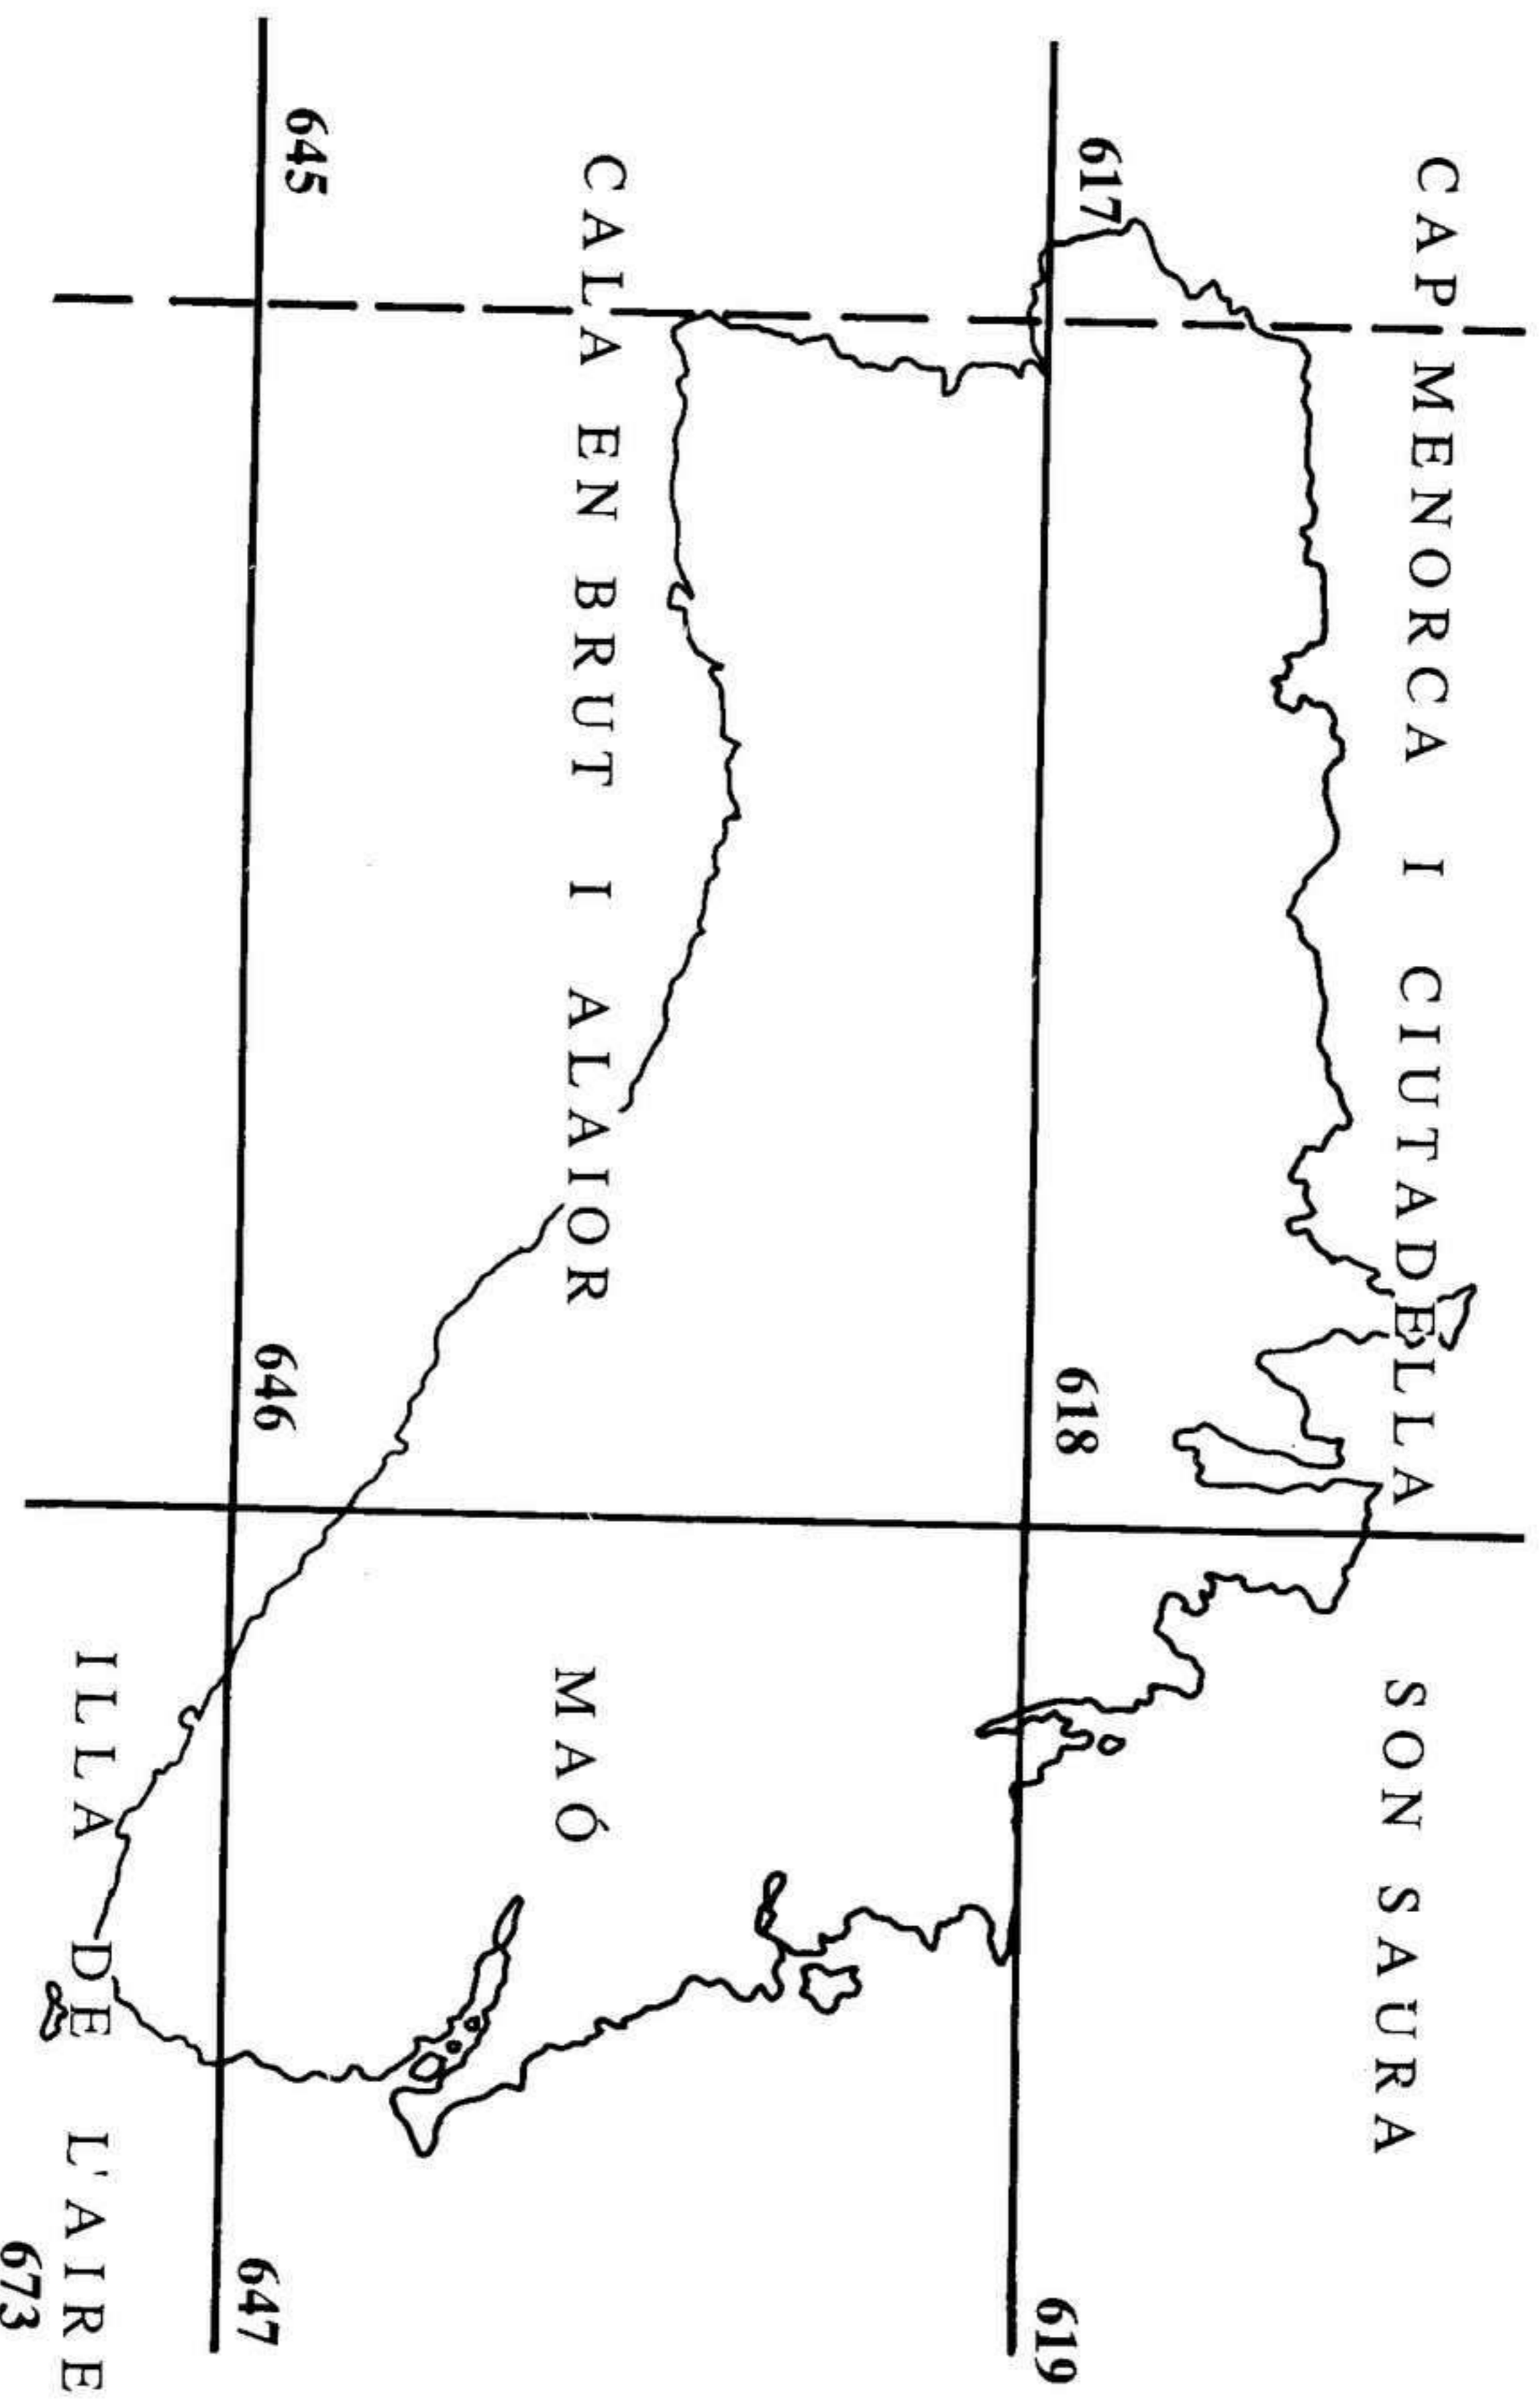 CAP MENORCA I CIUTADELLA
SON SAURA
617
618
619
CALA EN BRUT I ALAIOR
MAÓ
645
646
647
ILLA DE L'AIRE
673